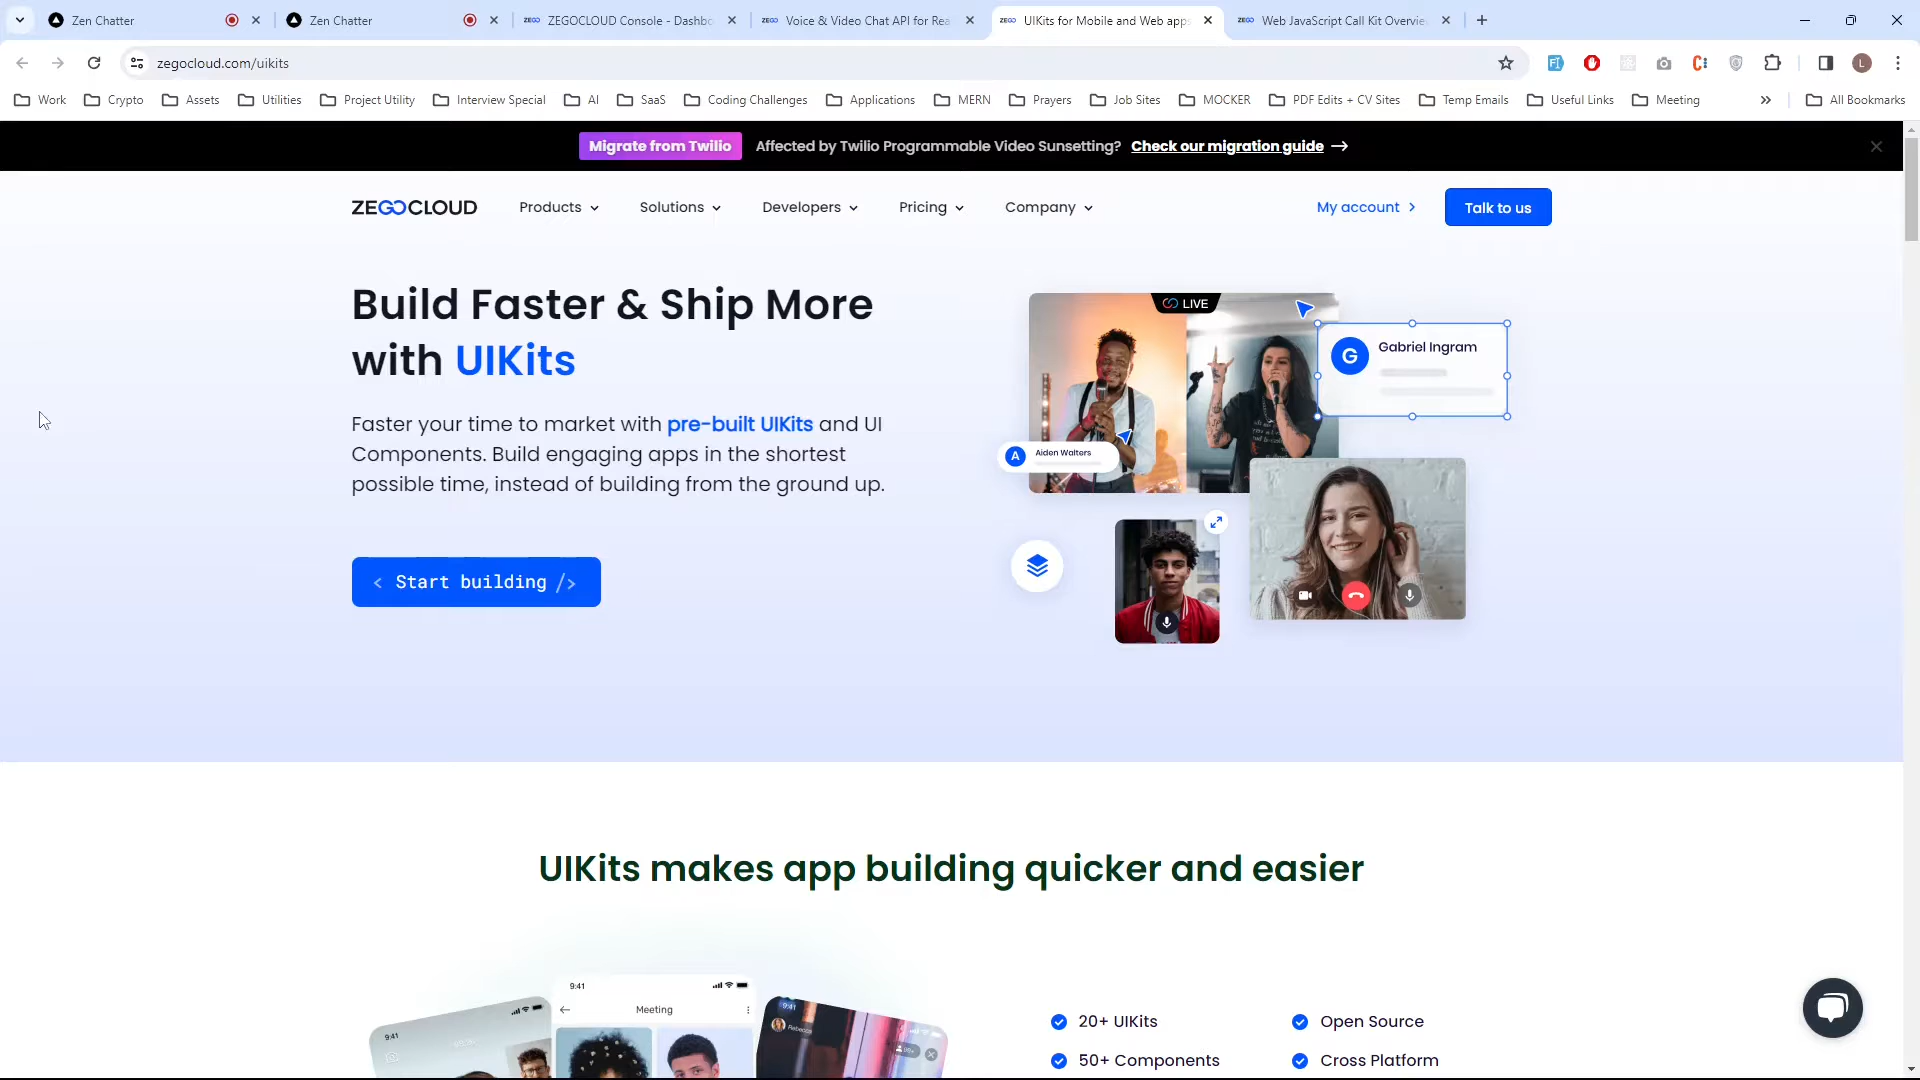 Zen Chatter
Zen Chatter
ZEGOCLOUD Console - Dashbo
Voice & Video Chat API for Rea
UIKits for Mobile and Web apps
Web JavaScript Call Kit Overvie
zegocloud.com/uikits
L
Work
Crypto
Assets
Utilities
Project Utility
Interview Special
AI
SaaS
Coding Challenges
Applications
MERN
Prayers
Job Sites
MOCKER
PDF Edits + CV Sites
Temp Emails
Useful Links
Meeting
All Bookmarks
Migrate from Twilio Affected by Twilio Programmable Video Sunsetting? Check our migration guide →
ZEGOCLOUD
Products
Solutions
Developers
Pricing
Company
My account
Talk to us
Build Faster & Ship More
with UIKits
Faster your time to market with pre-built UIKits and UI
Components. Build engaging apps in the shortest
possible time, instead of building from the ground up.
< Start building />
LIVE
G
Gabriel Ingram
A
Aiden Walters
UIKits makes app building quicker and easier
9:41
9:41
Meeting
9:41
Rebecca
20+ UIKits
Open Source
50+ Components
Cross Platform